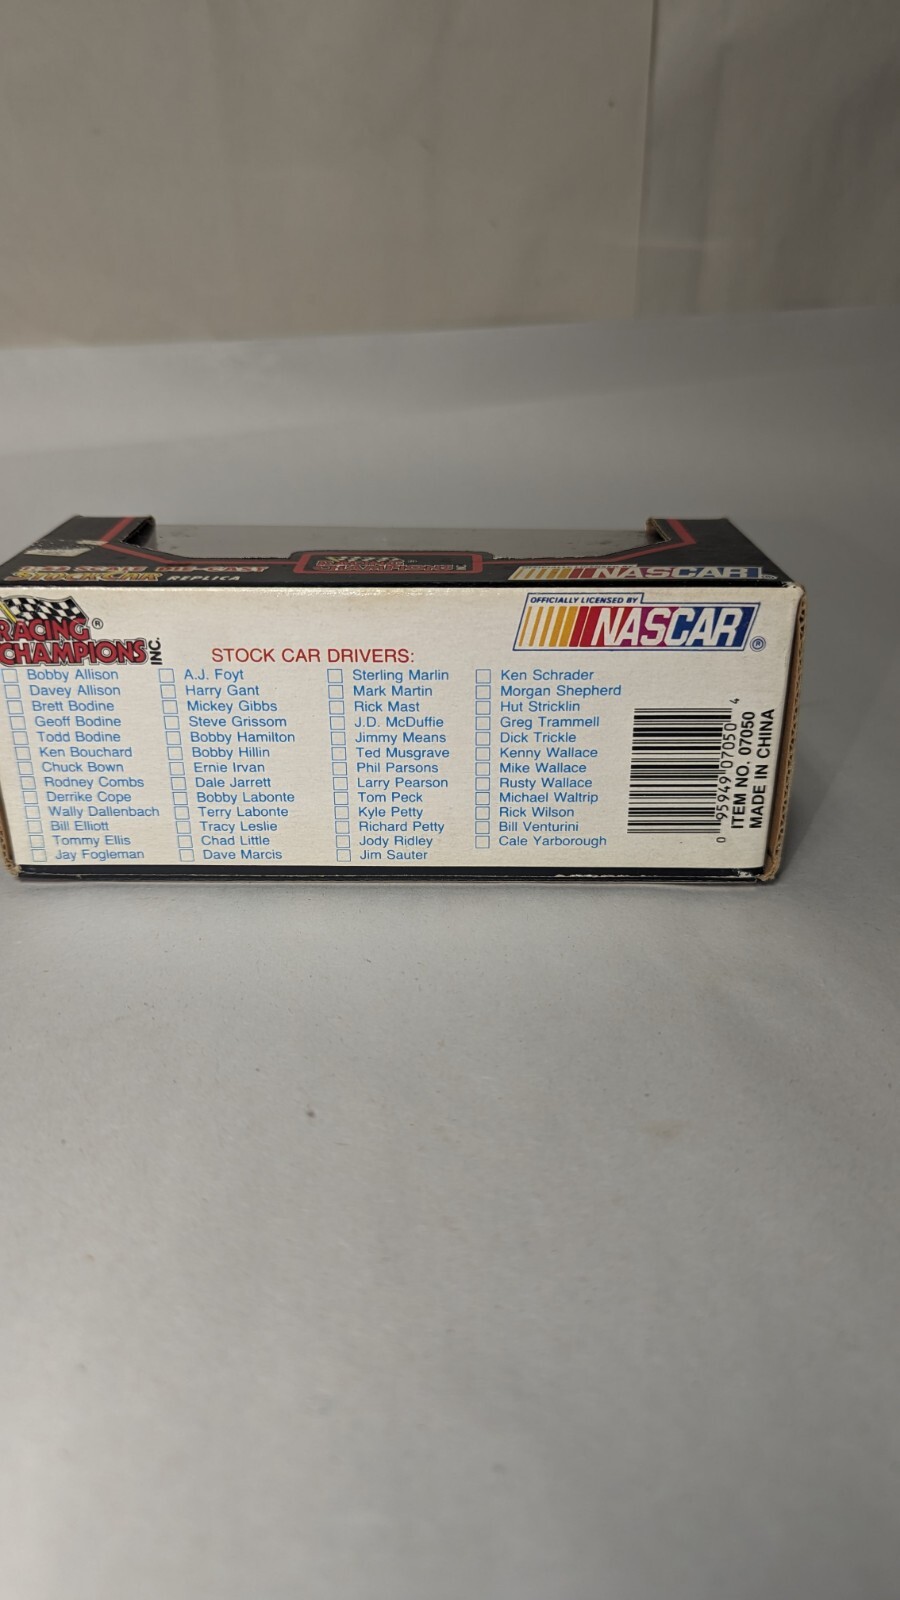 STOCK CAR REPLICA
NASCAR
RACING
CHAMPIONS INC.
OFFICIALLY LICENSED BY
NASCAR
STOCK CAR DRIVERS:
Bobby Allison
Davey Allison
Brett Bodine
Geoff Bodine
Todd Bodine
Ken Bouchard
Chuck Bown
Rodney Combs
Derrike Cope
Wally Dallenbach
Bill Elliott
Tommy Ellis
Jay Fogleman
A.J. Foyt
Harry Gant
Mickey Gibbs
Steve Grissom
Bobby Hamilton
Bobby Hillin
Ernie Irvan
Dale Jarrett
Bobby Labonte
Terry Labonte
Tracy Leslie
Chad Little
Dave Marcis
Sterling Marlin
Mark Martin
Rick Mast
J.D. McDuffie
Jimmy Means
Ted Musgrave
Phil Parsons
Larry Pearson
Tom Peck
Kyle Petty
Richard Petty
Jody Ridley
Jim Sauter
Ken Schrader
Morgan Shepherd
Hut Stricklin
Greg Trammell
Dick Trickle
Kenny Wallace
Mike Wallace
Rusty Wallace
Michael Waltrip
Rick Wilson
Bill Venturini
Cale Yarborough
0 95949 07050 4
ITEM NO. 07050
MADE IN CHINA